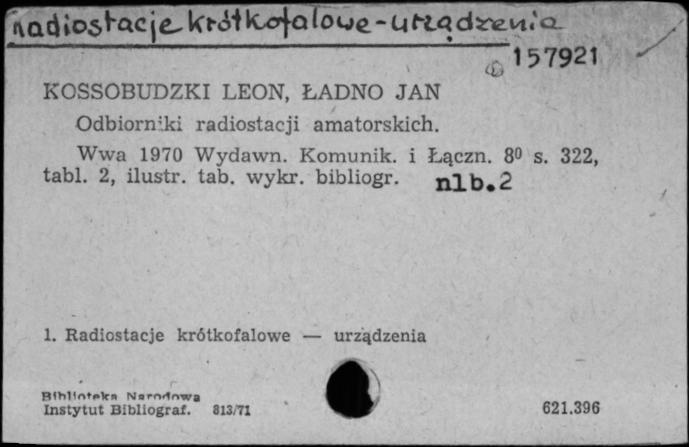 radiostacje krótkofalowe-urządzenia
157921
KOSSOBUDZKI LEON, ŁADNO JAN
Odbiorniki radiostacji amatorskich.
Wwa 1970 Wydawn. Komunik. i Łączn. 8⁰ s. 322,
tabl. 2, ilustr. tab. wykr. bibliogr. nlb.2
1. Radiostacje krótkofalowe — urządzenia
Biblioteka Narodowa
Instytut Bibliograf. 813/71
621.396